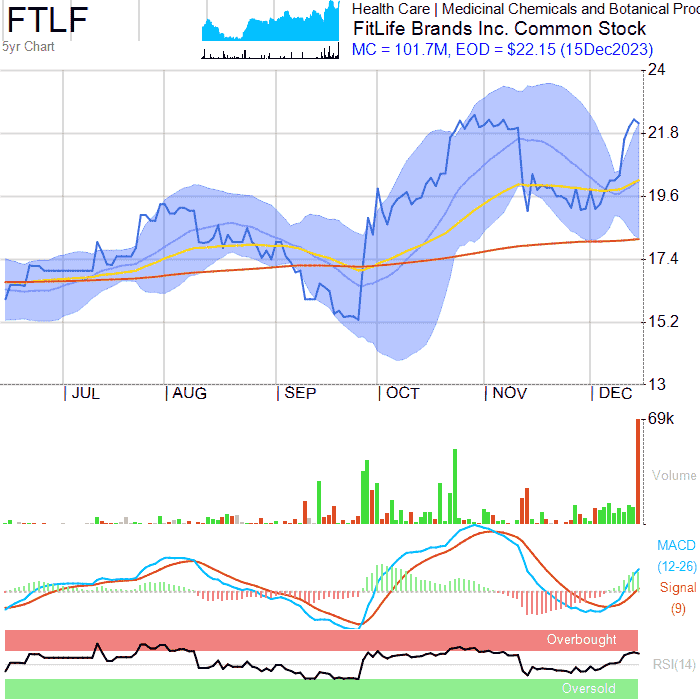 FTLF
5yr Chart
Health Care | Medicinal Chemicals and Botanical Pro
FitLife Brands Inc. Common Stock
MC = 101.7M, EOD = $22.15 (15Dec2023)
24
21.8
19.6
17.4
15.2
13
JUL AUG SEP OCT NOV DEC
69k
Volume
MACD
(12-26)
Signal
(9)
Overbought
RSI(14)
Oversold